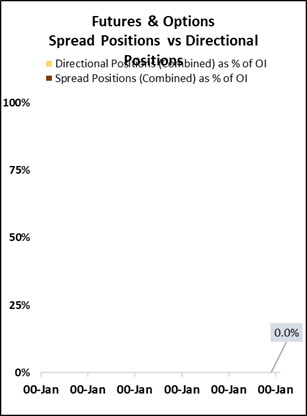 Futures & Options
Spread Positions vs Directional
Positions
Directional Positions (Combined) as % of OI
Spread Positions (Combined) as % of OI
100%
75%
50%
25%
0%
0.0%
00-Jan 00-Jan 00-Jan 00-Jan 00-Jan 00-Jan